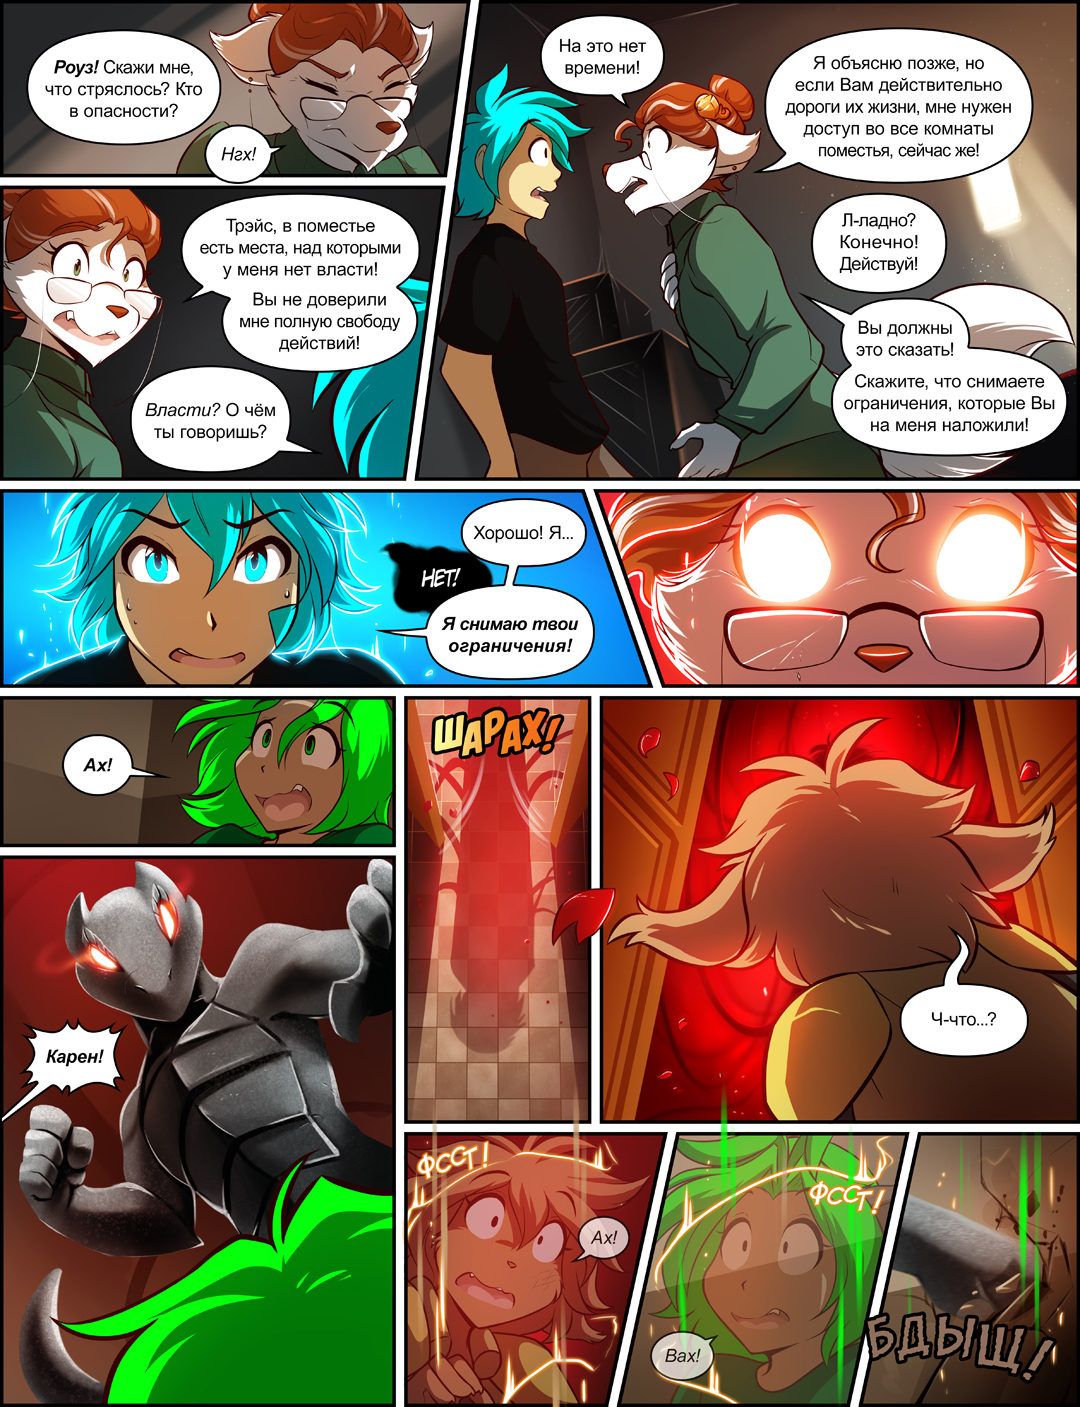 Роуз! Скажи мне,
что стряслось? Кто
в опасности?
Нгх!
На это нет
времени!
Я объясню позже, но
если Вам действительно
дороги их жизни, мне нужен
доступ во все комнаты
поместья, сейчас же!
Л-ладно?
Конечно!
Действуй!
Трэйс, в поместье
есть места, над которыми
у меня нет власти!
Вы не доверили
мне полную свободу
действий!
Власти? О чём
ты говоришь?
Вы должны
это сказать!
Скажите, что снимаете
ограничения, которые Вы
на меня наложили!
Хорошо! Я...
НЕТ!
Я снимаю твои
ограничения!
Ах!
ШАРАХ!
Ч-что...?
Карен!
ФССТ!
Ах!
ФССТ!
Вах!
БДЫЩ!